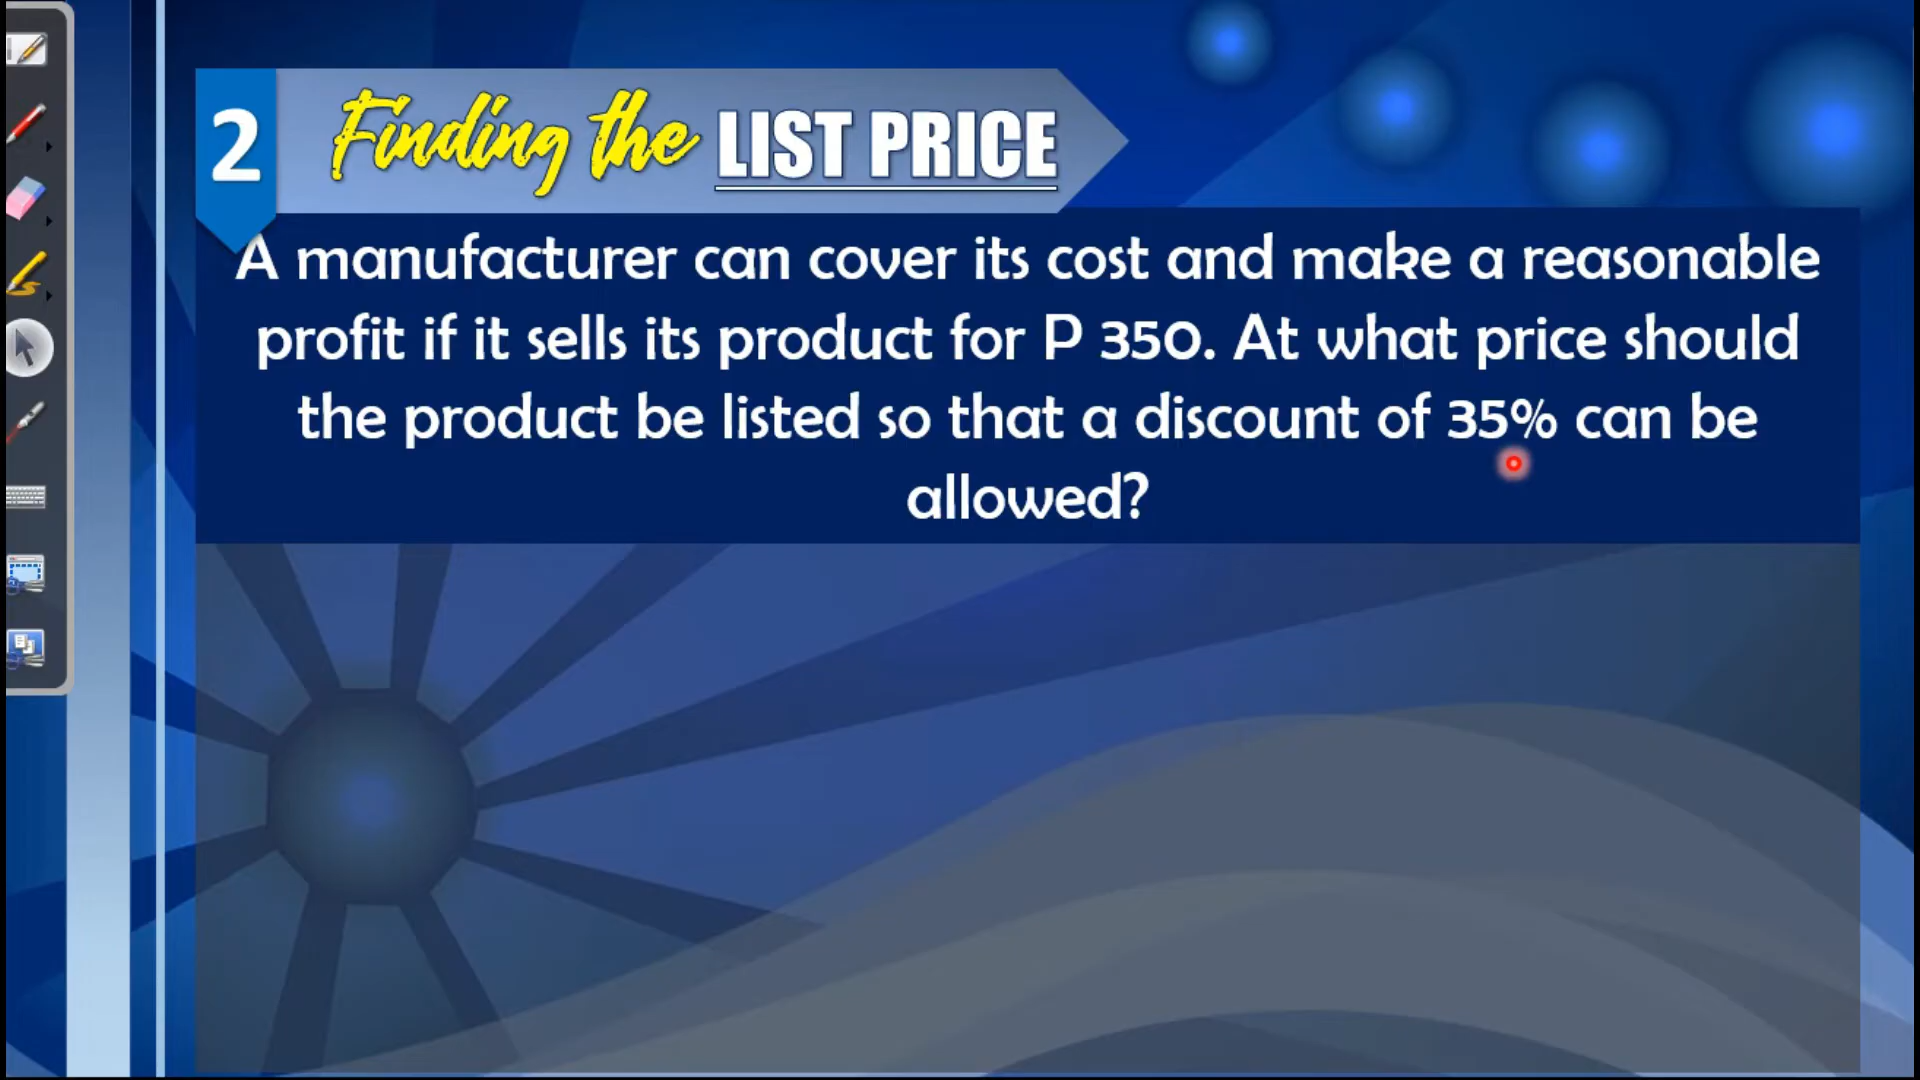 2
Finding the LIST PRICE
A manufacturer can cover its cost and make a reasonable
profit if it sells its product for P 350. At what price should
the product be listed so that a discount of 35% can be
allowed?